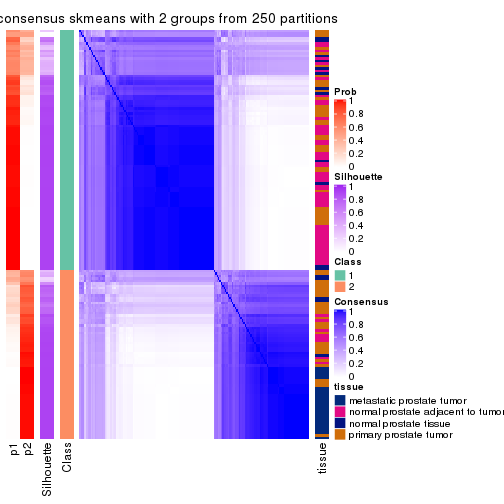 consensus skmeans with 2 groups from 250 partitions
Prob
1
0.8
0.6
0.4
0.2
0
Silhouette
1
0.8
0.6
0.4
0.2
0
Class
1
2
Consensus
1
0.8
0.6
0.4
0.2
0
tissue
metastatic prostate tumor
normal prostate adjacent to tumor
normal prostate tissue
primary prostate tumor
p1
p2
Silhouette
Class
tissue